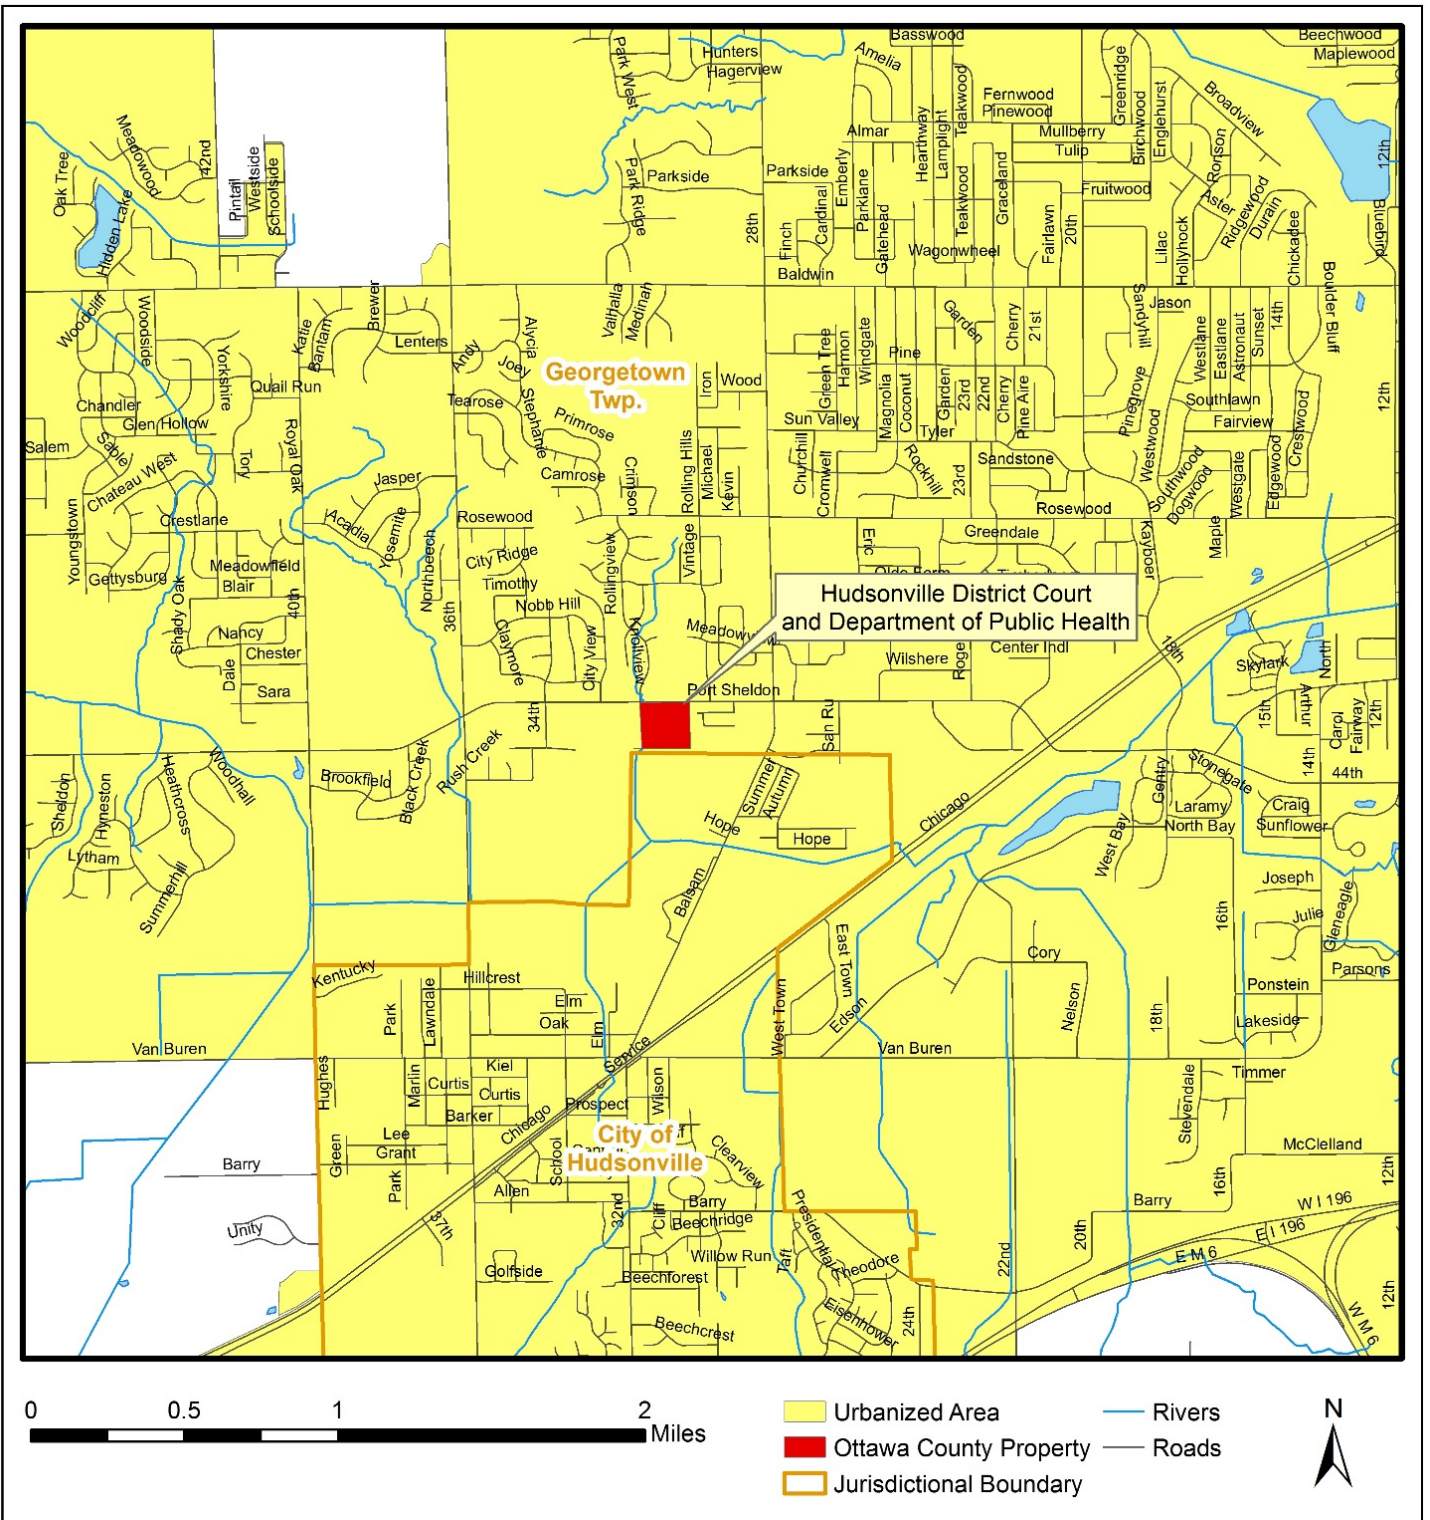 Park West
Hunters
Hagerview
Amelia
Basswood
Beechwood
Maplewood
Fernwood
Pinewood
Teakwood
Greenridge
Birchwood
Englehurst
Broadview
Almar
Hearthway
Lamplight
Mulberry
Tulip
Ronson
12th
Meadowood
42nd
Oak Tree
Hidden Lake
Pintail
Westside
Schoolside
Park Ridge
Parkside
Parkside
28th
Finch
Cardinal
Emberly
Parklane
Gatehead
Baldwin
Wagonwheel
Teakwood
Graceland
Fairlawn
20th
Fruitwood
Lilac
Hollyhock
Aster
Ridgewood
Durain
Chickadee
Bluebird
Woodcliff
Woodside
Katie
Bantam
Brewer
Lenters
Andy
Alycia
Joey
Valhalla
Medinah
Georgetown
Twp.
Yorkshire
Quail Run
Chandler
Glen Hollow
Salem
Sable
Chateau West
Tory
Royal Oak
Tearose
Stephanie
Primrose
Camrose
Crimson
Iron
Wood
Rolling Hills
Michael
Kevin
Green Tree
Harmon
Windgate
Pine
Garden
Cherry
21st
Sandyhill
Jason
Westlane
Eastlane
Astronaut
Sunset
14th
Boulder Bluff
12th
Sun Valley
Magnolia
Coconut
Garden
23rd
22nd
Cherry
Pine Aire
Tyler
Pinegrove
Westwood
Southlawn
Fairview
Crestwood
Edgewood
Westgate
Southwood
Dogwood
Churchill
Cromwell
Rockhill
23rd
Sandstone
Rosewood
Maple
Youngstown
Crestlane
Gettysburg
Meadowfield
Blair
Shady Oak
40th
Jasper
Acadia
Yosemite
Northbeech
36th
Rosewood
City Ridge
Timothy
Nobb Hill
Claymore
City View
Rollingview
Knollview
Vintage
Eric
Greendale
Kayboer
Hudsonville District Court
and Department of Public Health
Wilshere
Center Indl
18th
Skylark
North
Nancy
Chester
Dale
Sara
34th
Port Sheldon
San Ru
15th
Arthur
Carol
Fairway
12th
14th
44th
Sheldon
Hyneston
Heathcross
Woodhall
Lytham
Summerhill
Brookfield
Black Creek
Rush Creek
Summer
Autumn
Hope
Hope
Balsam
Chicago
Gentry
Stonegate
Laramy
North Bay
West Bay
Craig
Sunflower
Joseph
Julie
Gleneagle
Parsons
16th
Ponstein
Lakeside
Kentucky
Park
Lawndale
Hillcrest
Elm
Oak
Elm
Service
West Town
East Town
Edson
Cory
Nelson
18th
Van Buren
Van Buren
Hughes
Marlin
Kiel
Curtis
Curtis
Barker
Chicago
Prospect
Wilson
Timmer
Stevendale
McClelland
Lee
Grant
Green
Park
Barry
School
City of
Hudsonville
Clearview
Allen
Barry
Barry
16th
12th
Unity
37th
32nd
Cliff
Beechridge
Willow Run
Beechforest
Beechcrest
Golfside
Taft
Presidential
Theodore
Eisenhower
24th
22nd
20th
W I 196
E I 196
E M 6
W M 6
12th
0 0.5 1 2
Miles
Urbanized Area
Ottawa County Property
Jurisdictional Boundary
Rivers
Roads
N